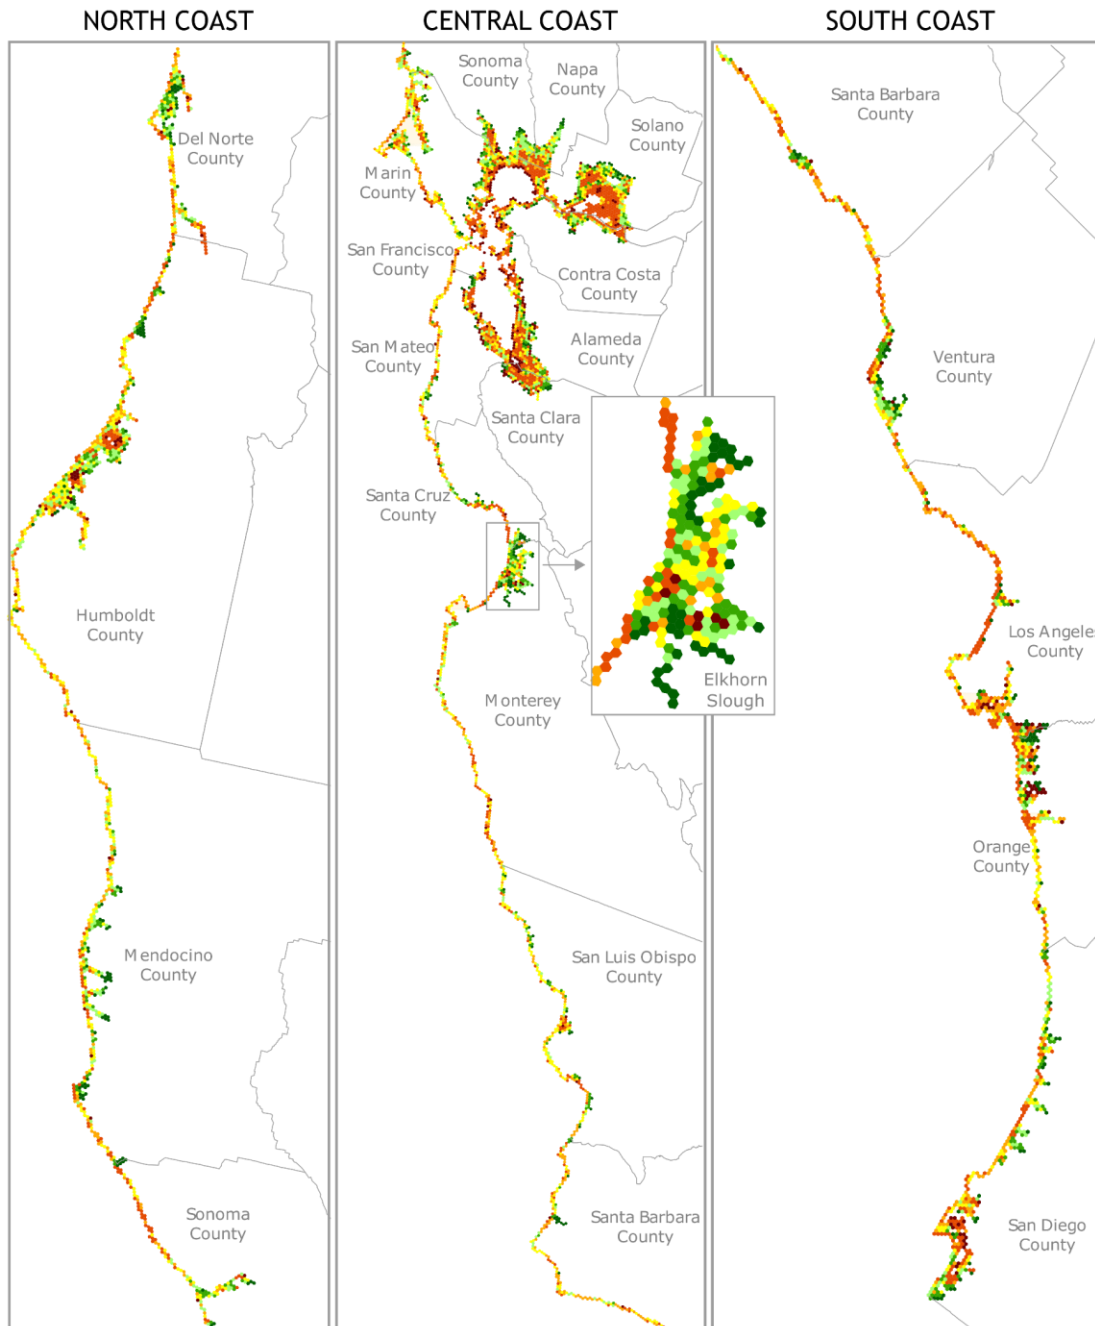 NORTH COAST
Del Norte
County
Humboldt
County
Mendocino
County
Sonoma
County
CENTRAL COAST
Sonoma
County
Napa
County
Solano
County
Marin
County
San Francisco
County
Contra Costa
County
San Mateo
County
Alameda
County
Santa Clara
County
Santa Cruz
County
Elkhorn
Slough
Monterey
County
San Luis Obispo
County
Santa Barbara
County
SOUTH COAST
Santa Barbara
County
Ventura
County
Los Angeles
County
Orange
County
San Diego
County